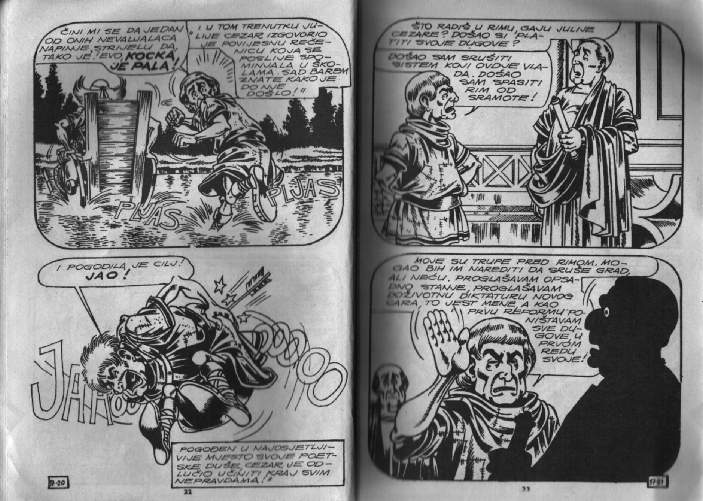 ČINI MI SE DA JEDAN
OD ONIH NEVALJALACA
NAPINJE STRIJELU. DA,
TAKO JE! EVO, KOCKA
JE PALA!
I U TOM TRENUTKU JU-
LIJE CEZAR IZGOVORIO
JE POVIJESNU REČE-
NICU KOJA SE
POSLIJE SPO-
MINJALA U ŠKO-
LAMA. SAD BAREM
ZNATE KAKO JE
DO NJE
DOŠLO!"
PLJAS
PLJAS
I POGODILA JE CILJ!
JAO!
POGOĐEN U NAJOSJETLJI-
VIJE MJESTO SVOJE POET-
SKE DUŠE, CEZAR JE OD-
LUČIO UČINITI KRAJ SVIM
NEPRAVDAMA!"
22
ŠTO RADIŠ U RIMU, GAJU JULIJE
CEZARE? DOŠAO SI PLA-
TITI SVOJE DUGOVE?
DOŠAO SAM SRUŠITI
SISTEM KOJI OVDJE VLA-
DA. DOŠAO
SAM SPASITI
RIM OD
SRAMOTE!
MOJE SU TRUPE PRED RIMOM, MO-
GAO BIH IM NAREDITI DA SRUŠE GRAD,
ALI NEĆU. PROGLAŠAVAM OPSA-
DNO STANJE, PROGLAŠAVAM
DOŽIVOTNU DIKTATURU NOVOG
CARA, TO JEST MENE, A KAO
PRVU REFORMU PO-
NIŠTAVAM
SVE DU-
GOVE, U
PRVOM
REDU
SVOJE!